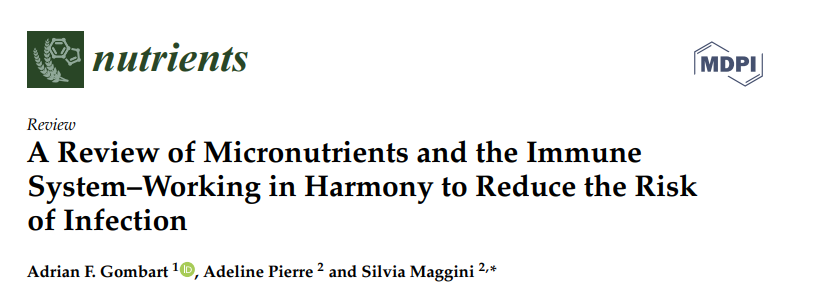 nutrients
MDPI
Review
A Review of Micronutrients and the Immune
System–Working in Harmony to Reduce the Risk
of Infection
Adrian F. Gombart 1 iD, Adeline Pierre 2 and Silvia Maggini 2,*